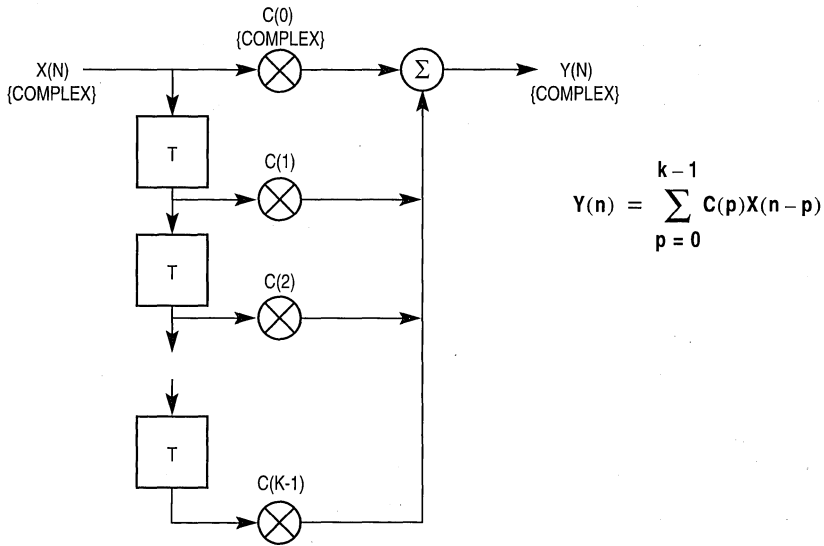 C(0)
{COMPLEX}
X(N)
{COMPLEX}
Σ
Y(N)
{COMPLEX}
T
C(1)
T
C(2)
T
C(K-1)
k – 1
Y(n) = ∑ C(p)X(n – p)
p = 0